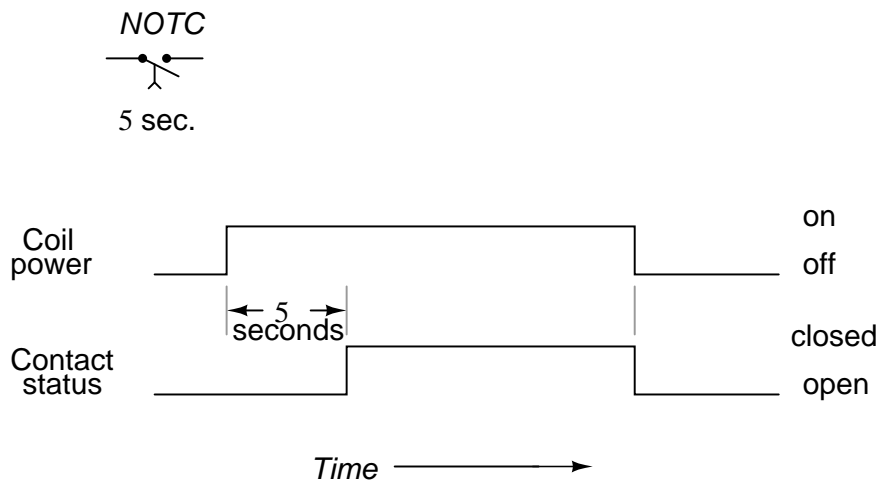 NOTC
5 sec.
on
Coil
power
off
5
seconds
closed
Contact
status
open
Time